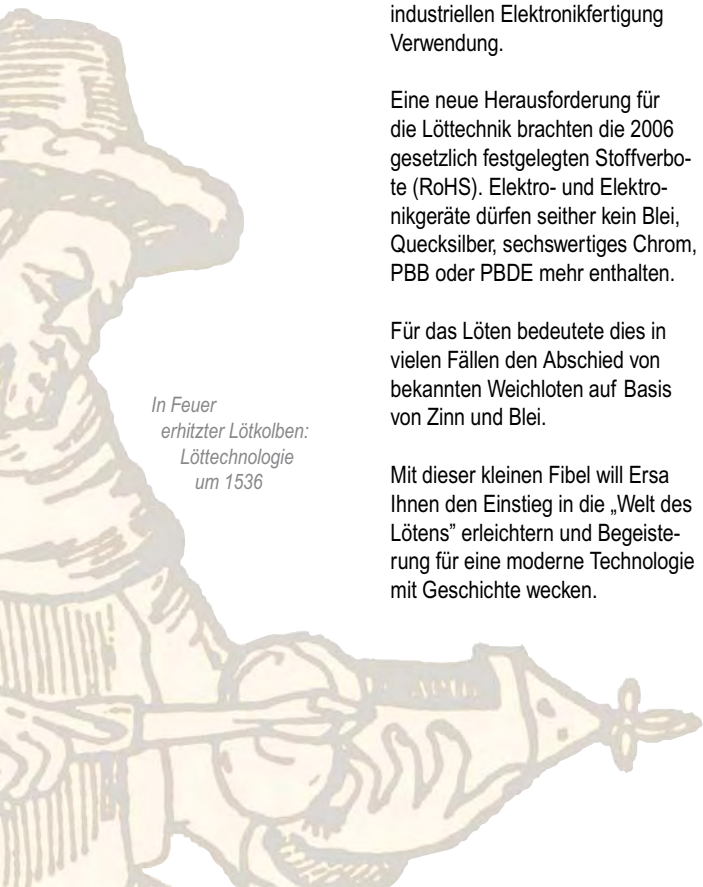 industriellen Elektronikfertigung
Verwendung.
Eine neue Herausforderung für
die Löttechnik brachten die 2006
gesetzlich festgelegten Stoffverbo-
te (RoHS). Elektro- und Elektro-
nikgeräte dürfen seither kein Blei,
Quecksilber, sechswertiges Chrom,
PBB oder PBDE mehr enthalten.
Für das Löten bedeutete dies in
vielen Fällen den Abschied von
bekannten Weichloten auf Basis
von Zinn und Blei.
Mit dieser kleinen Fibel will Ersa
Ihnen den Einstieg in die „Welt des
Lötens” erleichtern und Begeiste-
rung für eine moderne Technologie
mit Geschichte wecken.
In Feuer
erhitzter Lötkolben:
Löttechnologie
um 1536